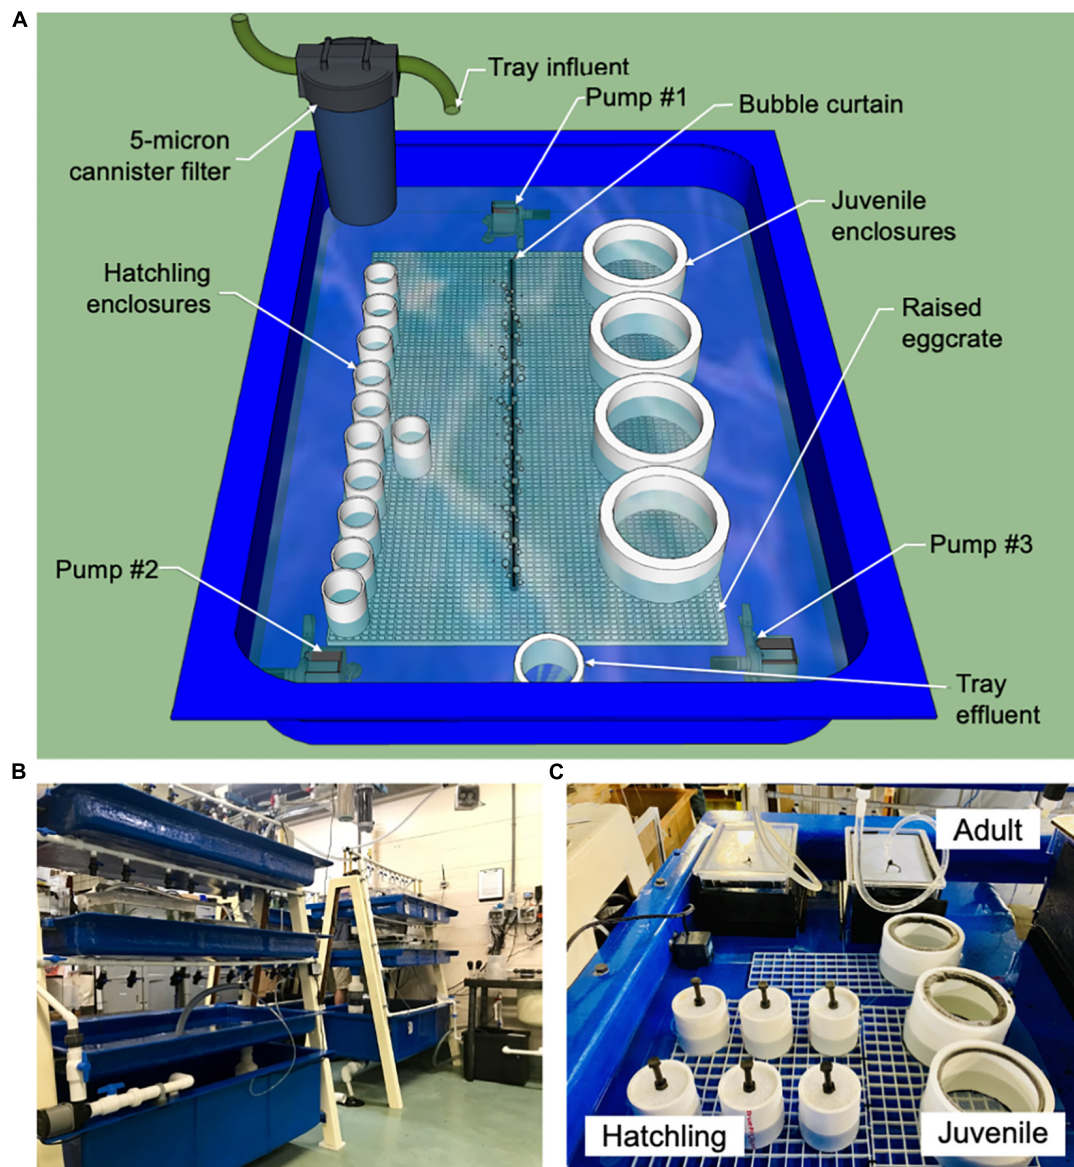 A
Tray influent
Pump #1
Bubble curtain
5-micron
cannister filter
Juvenile
enclosures
Hatchling
enclosures
Raised
eggcrate
Pump #2
Pump #3
Tray
effluent
B
C
Adult
Hatchling
Juvenile